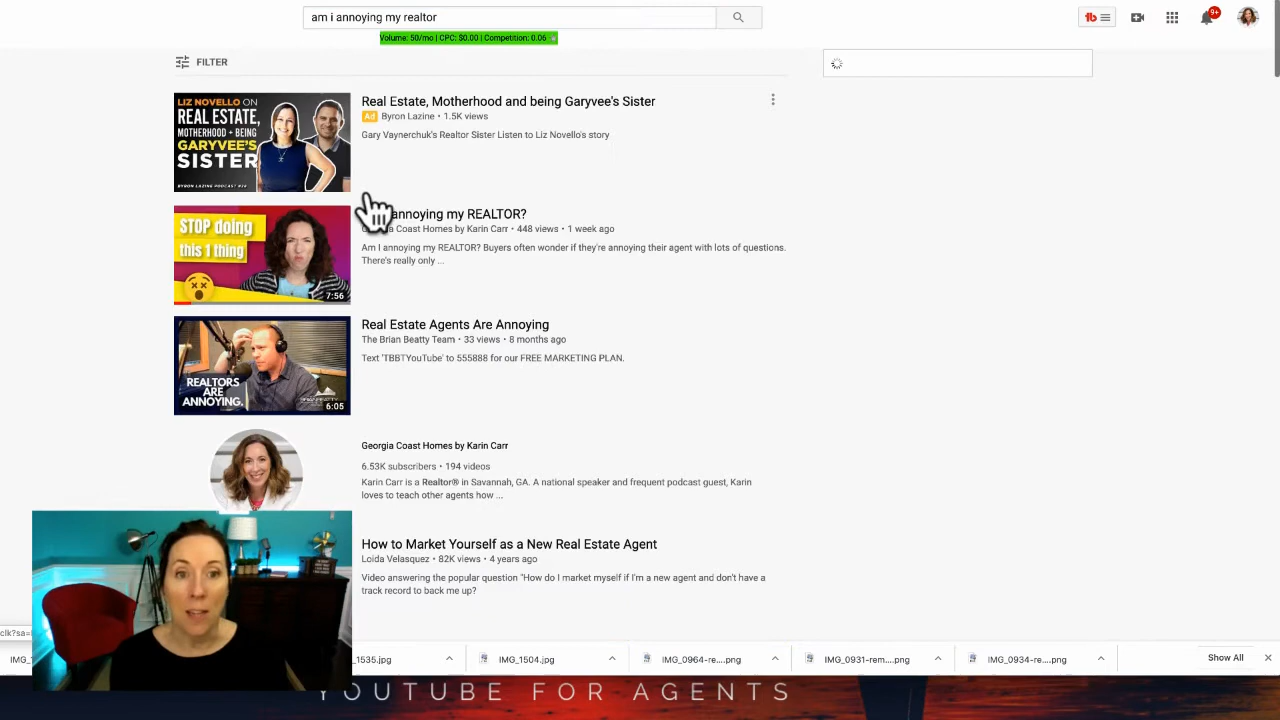 am i annoying my realtor
9+
Volume: 50/mo | CPC: $0.00 | Competition: 0.06
FILTER
LIZ NOVELLO ON
REAL ESTATE,
MOTHERHOOD + BEING
GARYVEE'S
SISTER
BYRON LAZINE PODCAST #24
Real Estate, Motherhood and being Garyvee's Sister
Ad Byron Lazine • 1.5K views
Gary Vaynerchuk's Realtor Sister Listen to Liz Novello's story
STOP doing
this 1 thing
7:56
annoying my REALTOR?
Coast Homes by Karin Carr • 448 views • 1 week ago
Am I annoying my REALTOR? Buyers often wonder if they're annoying their agent with lots of questions.
There's really only ...
REALTORS
ARE
ANNOYING.
6:05
Real Estate Agents Are Annoying
The Brian Beatty Team • 33 views • 8 months ago
Text 'TBBTYouTube' to 555888 for our FREE MARKETING PLAN.
Georgia Coast Homes by Karin Carr
6.53K subscribers • 194 videos
Karin Carr is a Realtor® in Savannah, GA. A national speaker and frequent podcast guest, Karin
loves to teach other agents how ...
How to Market Yourself as a New Real Estate Agent
Loida Velasquez • 82K views • 4 years ago
Video answering the popular question "How do I market myself if I'm a new agent and don't have a
track record to back me up?
clk?sa=
IMG_1
_1535.jpg
IMG_1504.jpg
IMG_0964-re....png
IMG_0931-rem....png
IMG_0934-re....png
Show All
YOUTUBE FOR AGENTS